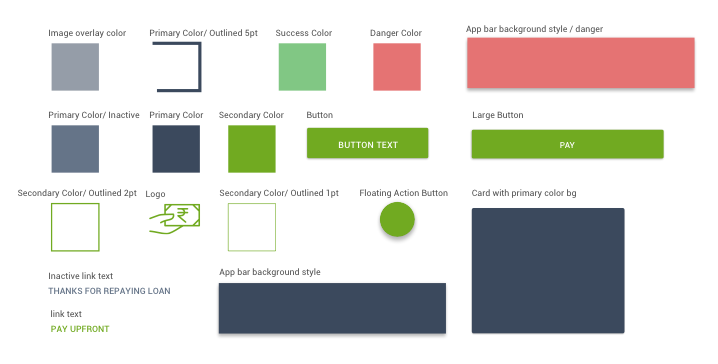 Image overlay color
Primary Color/ Outlined 5pt
Success Color
Danger Color
App bar background style / danger
Primary Color/ Inactive
Primary Color
Secondary Color
Button
Large Button
BUTTON TEXT
PAY
Secondary Color/ Outlined 2pt
Logo
Secondary Color/ Outlined 1pt
Floating Action Button
Card with primary color bg
₹
Inactive link text
THANKS FOR REPAYING LOAN
App bar background style
link text
PAY UPFRONT